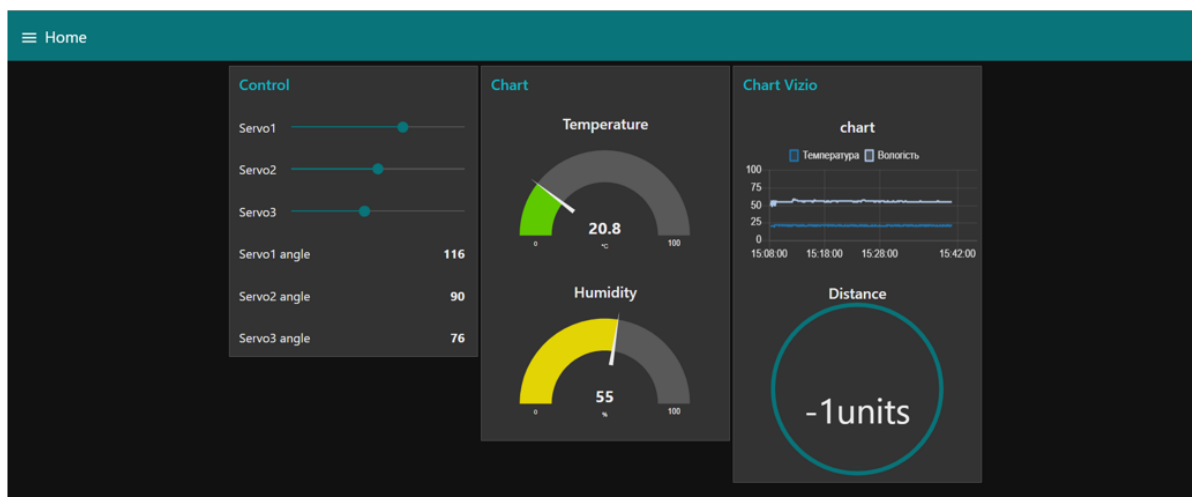 Home
Control
Servo1
Servo2
Servo3
Servo1 angle 116
Servo2 angle 90
Servo3 angle 76
Chart
Temperature
20.8
0 °C 100
Humidity
55
0 % 100
Chart Vizio
chart
Температура Вологість
100
75
50
25
0
15:08:00 15:18:00 15:28:00 15:42:00
Distance
-1units